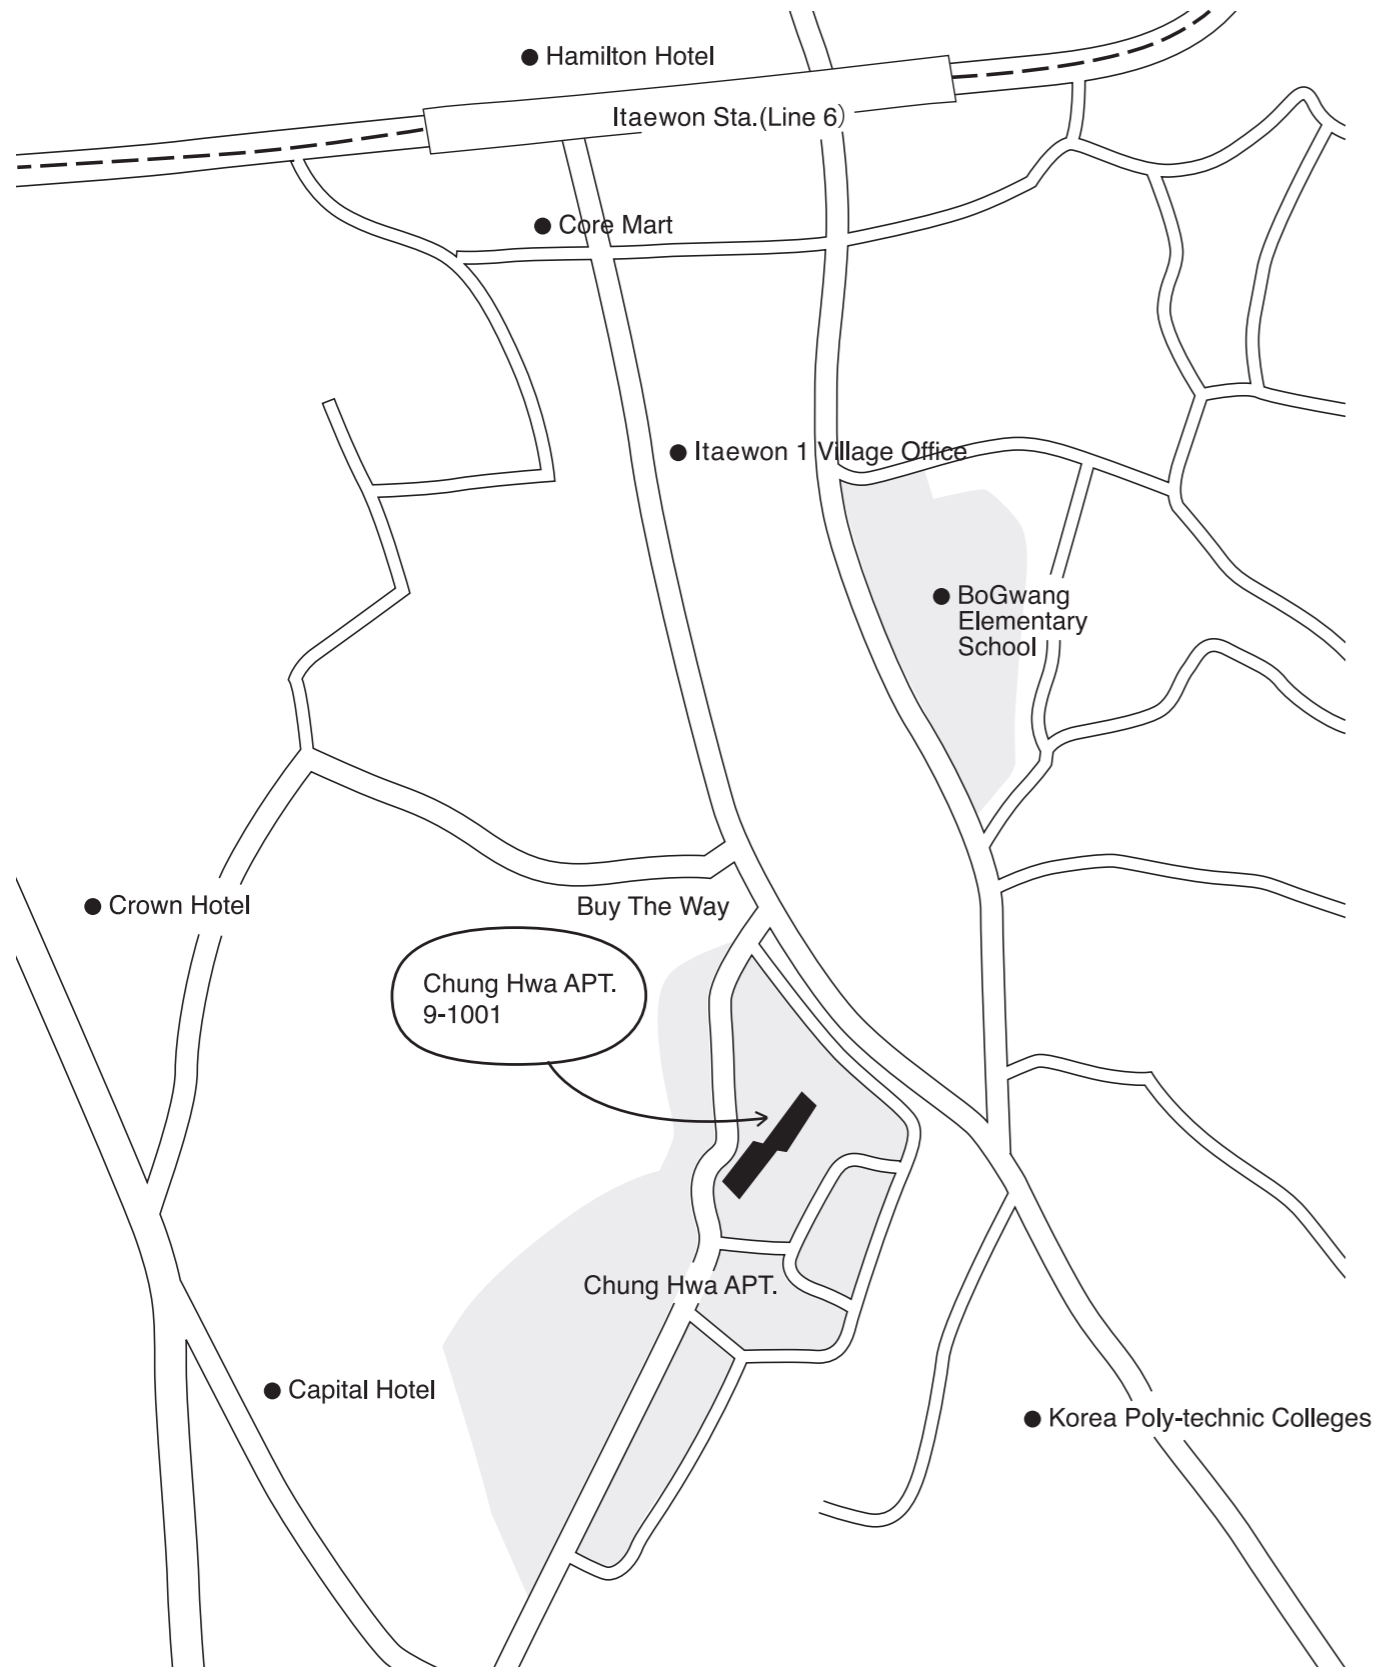 Hamilton Hotel
Itaewon Sta.(Line 6)
Core Mart
Itaewon 1 Village Office
BoGwang
Elementary
School
Crown Hotel
Buy The Way
Chung Hwa APT.
9-1001
Chung Hwa APT.
Capital Hotel
Korea Poly-technic Colleges